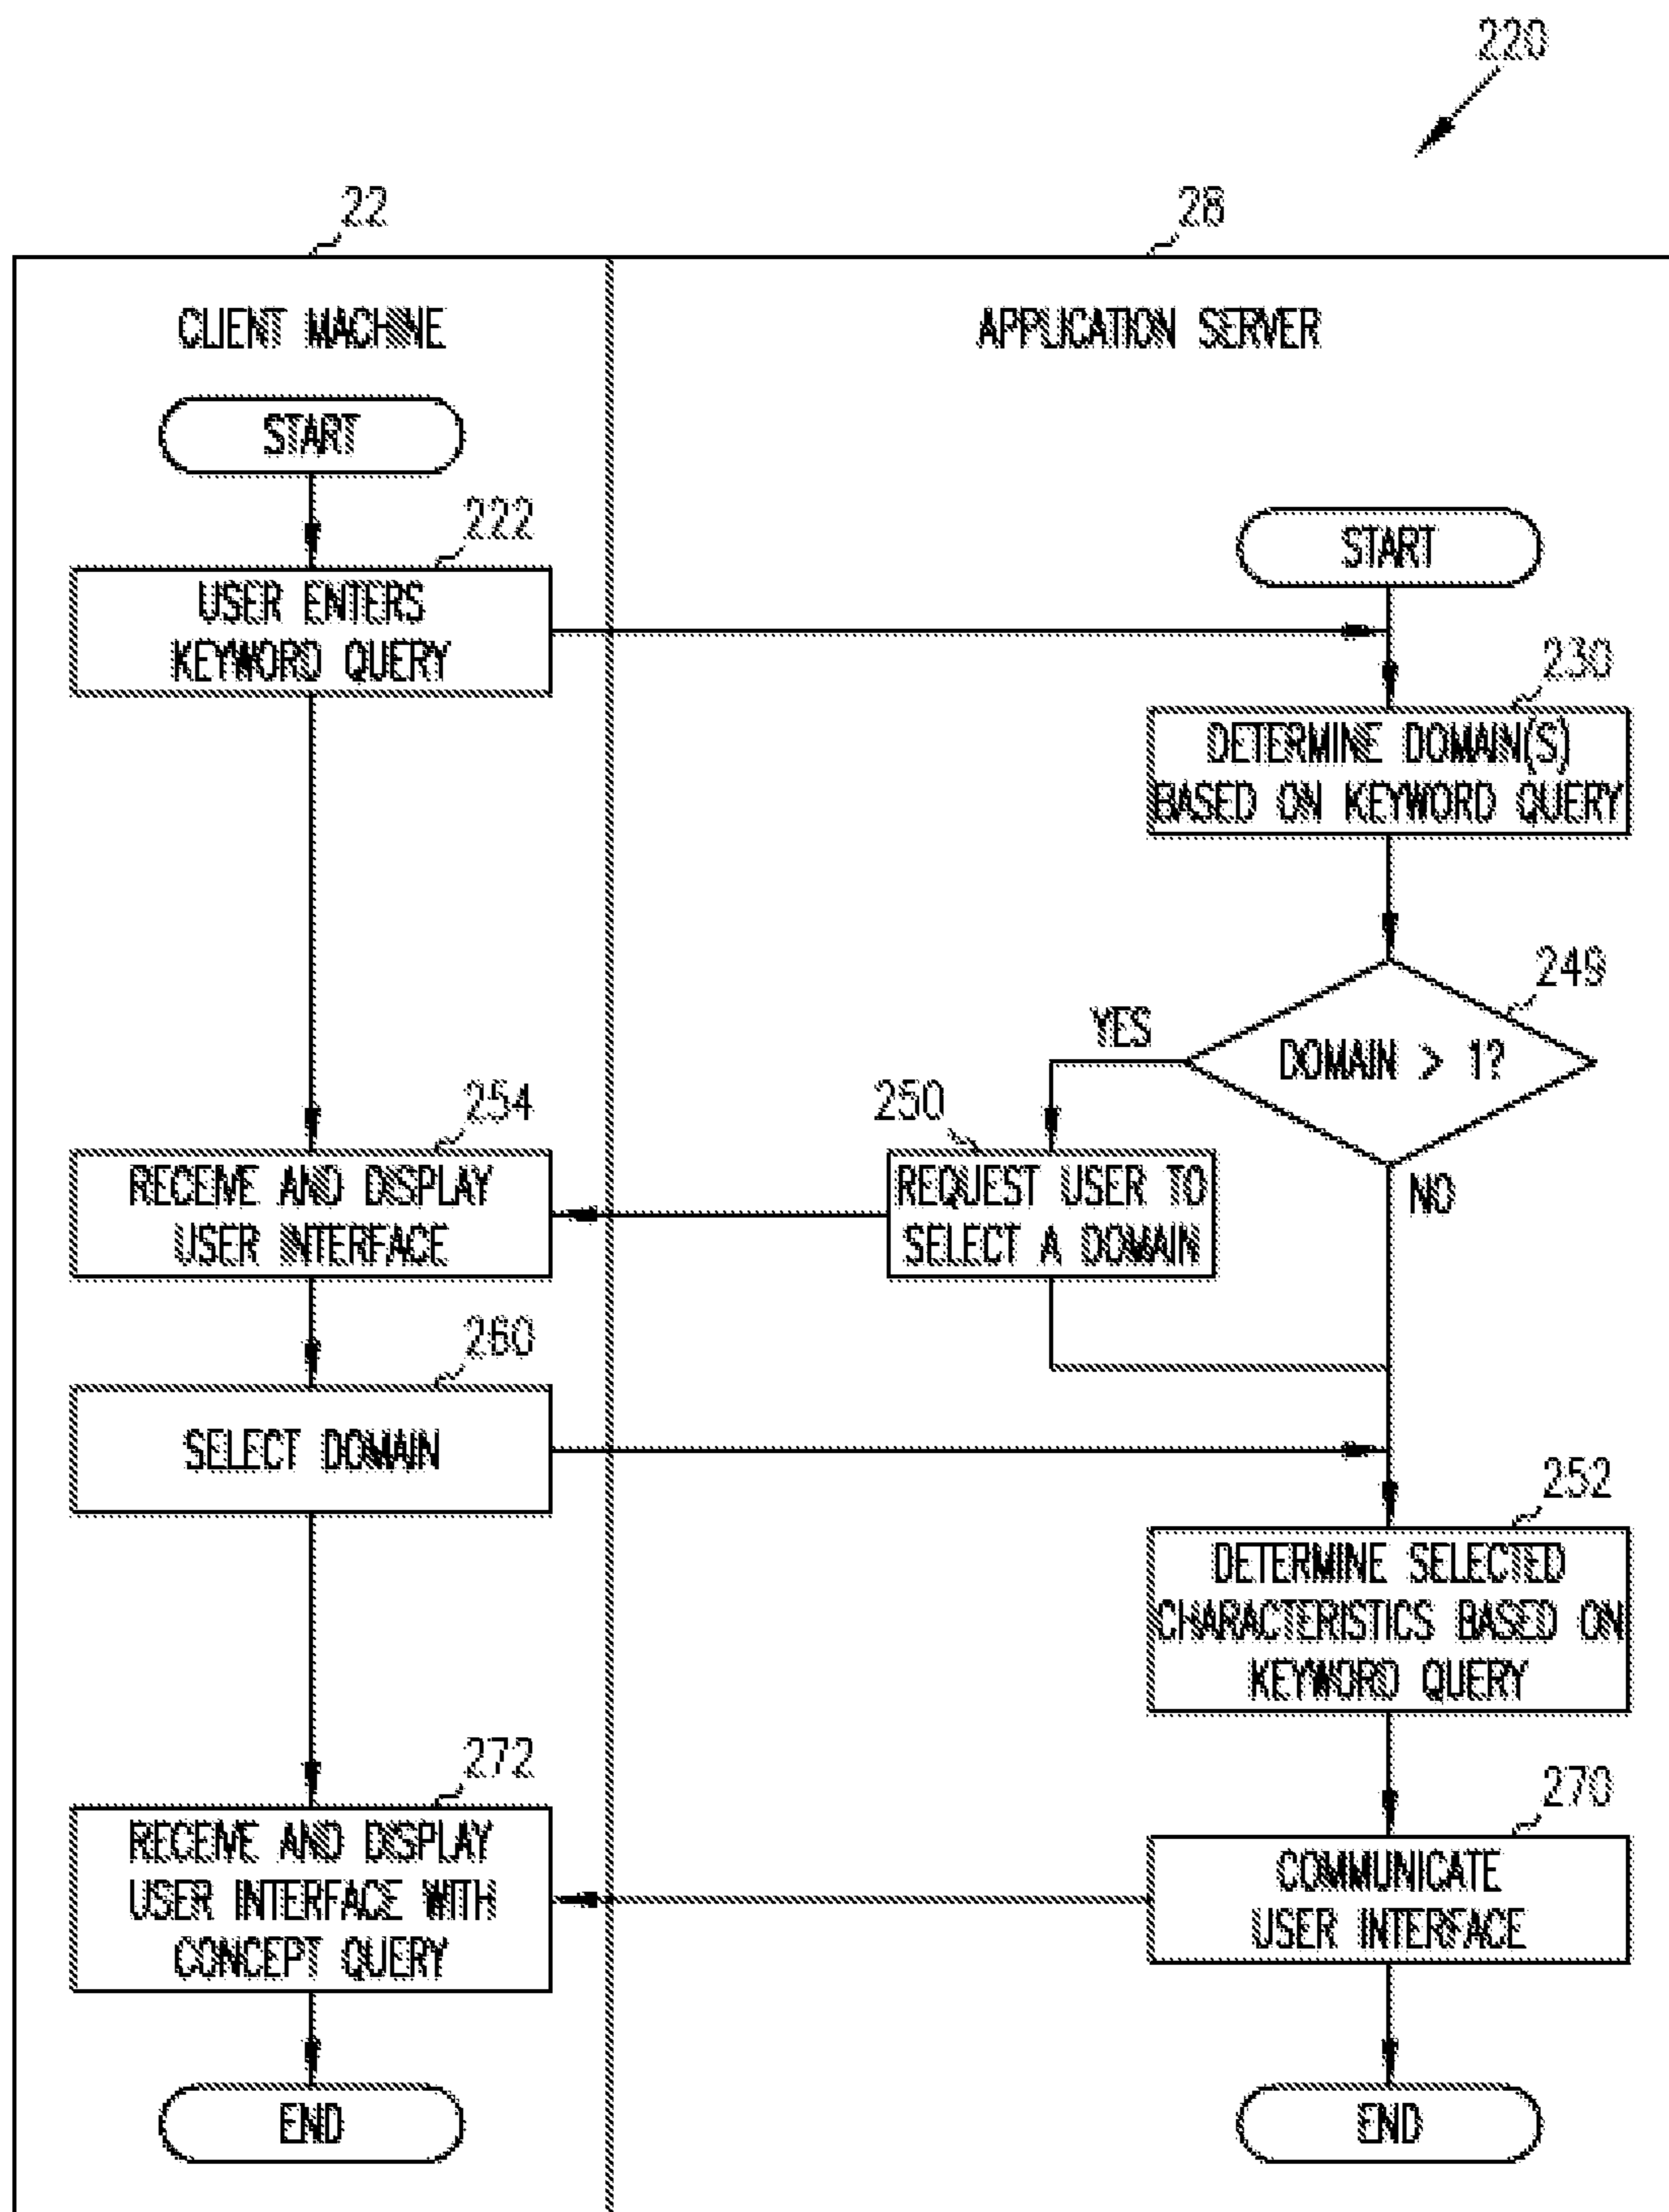 220
22
28
CLIENT MACHINE
APPLICATION SERVER
START
222
USER ENTERS
KEYWORD QUERY
START
230
DETERMINE DOMAIN(S)
BASED ON KEYWORD QUERY
249
DOMAIN > 1?
YES
NO
250
REQUEST USER TO
SELECT A DOMAIN
254
RECEIVE AND DISPLAY
USER INTERFACE
260
SELECT DOMAIN
252
DETERMINE SELECTED
CHARACTERISTICS BASED ON
KEYWORD QUERY
272
RECEIVE AND DISPLAY
USER INTERFACE WITH
CONCEPT QUERY
270
COMMUNICATE
USER INTERFACE
END
END